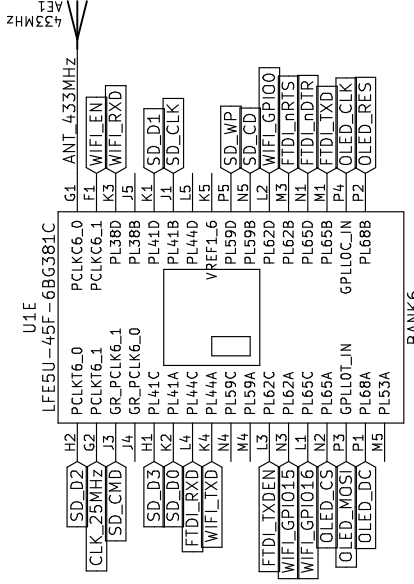 433MHz
AE1
ANT_433MHz
WIFI_EN
WIFI_RXD
SD_D1
SD_CLK
SD_WP
SD_CD
WIFI_GPIO0
FTDI_nRTS
FTDI_nDTR
FTDI_TXD
OLED_CLK
OLED_RES
G1
F1
K3
J5
K1
J1
L5
K5
P5
N5
L2
M3
N1
M1
P4
P2
U1E
LFE5U-45F-6BG381C
PCLKC6_0
PCLKC6_1
PL38D
PL38B
PL41D
PL41B
PL44D
VREF1_6
PL59D
PL59B
PL62D
PL62B
PL65D
PL65B
GPLL0C_IN
PL68B
PCLKT6_0
PCLKT6_1
GR_PCLK6_1
GR_PCLK6_0
PL41C
PL41A
PL44C
PL44A
PL59C
PL59A
PL62C
PL62A
PL65C
PL65A
GPLL0T_IN
PL68A
PL53A
BANK6
H2
G2
J3
J4
H1
K2
L4
K4
N4
M4
L3
N3
L1
N2
P3
P1
M5
SD_D2
CLK_25MHz
SD_CMD
SD_D3
SD_D0
FTDI_RXD
WIFI_TXD
FTDI_TXDEN
WIFI_GPIO15
WIFI_GPIO16
OLED_CS
OLED_MOSI
OLED_DC